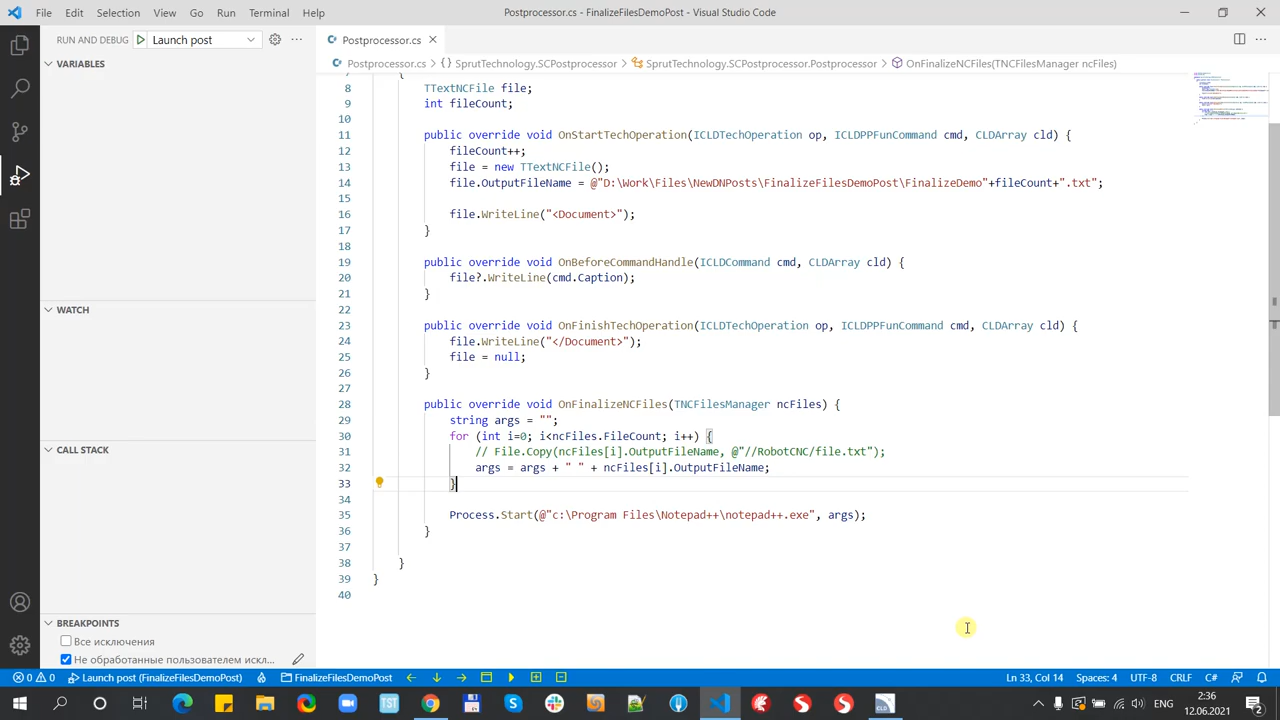 File Edit Selection View Go Run Terminal Help
Postprocessor.cs - FinalizeFilesDemoPost - Visual Studio Code
RUN AND DEBUG Launch post
Postprocessor.cs
Postprocessor.cs > {} SprutTechnology.SCPostprocessor > SprutTechnology.SCPostprocessor.Postprocessor > OnFinalizeNCFiles(TNCFilesManager ncFiles)
VARIABLES
WATCH
CALL STACK
BREAKPOINTS
Все исключения
Не обработанные пользователем искл...
8 TTextNCFile file;
9 int fileCount;
10
11 public override void OnStartTechOperation(ICLDTechOperation op, ICLDPPFunCommand cmd, CLDArray cld) {
12 fileCount++;
13 file = new TTextNCFile();
14 file.OutputFileName = @"D:\Work\Files\NewDNPosts\FinalizeFilesDemoPost\FinalizeDemo"+fileCount+".txt";
15
16 file.WriteLine("<Document>");
17 }
18
19 public override void OnBeforeCommandHandle(ICLDCommand cmd, CLDArray cld) {
20 file?.WriteLine(cmd.Caption);
21 }
22
23 public override void OnFinishTechOperation(ICLDTechOperation op, ICLDPPFunCommand cmd, CLDArray cld) {
24 file.WriteLine("</Document>");
25 file = null;
26 }
27
28 public override void OnFinalizeNCFiles(TNCFilesManager ncFiles) {
29 string args = "";
30 for (int i=0; i<ncFiles.FileCount; i++) {
31 // File.Copy(ncFiles[i].OutputFileName, @"//RobotCNC/file.txt");
32 args = args + " " + ncFiles[i].OutputFileName;
33 }
34
35 Process.Start(@"c:\Program Files\Notepad++\notepad++.exe", args);
36 }
37
38 }
39 }
40
0 0 Launch post (FinalizeFilesDemoPost) FinalizeFilesDemoPost Ln 33, Col 14 Spaces: 4 UTF-8 CRLF C#
ENG
2:36
12.06.2021